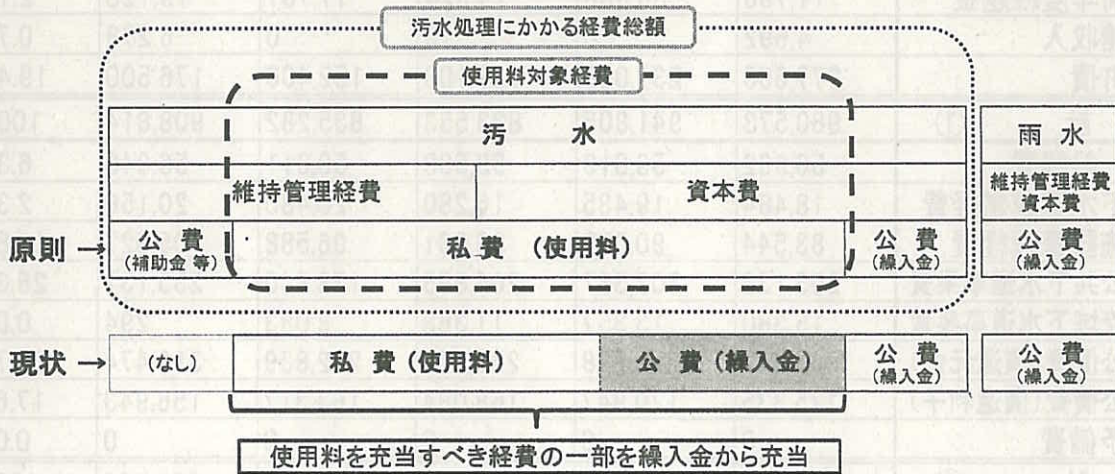 汚水処理にかかる経費総額
使用料対象経費
汚 水
雨 水
維持管理経費
資本費
維持管理経費
資本費
原則→
公 費
(補助金 等)
私 費 (使用料)
公 費
(繰入金)
公 費
(繰入金)
現状→
(なし)
私 費 (使用料)
公 費 (繰入金)
公 費
(繰入金)
公 費
(繰入金)
使用料を充当すべき経費の一部を繰入金から充当